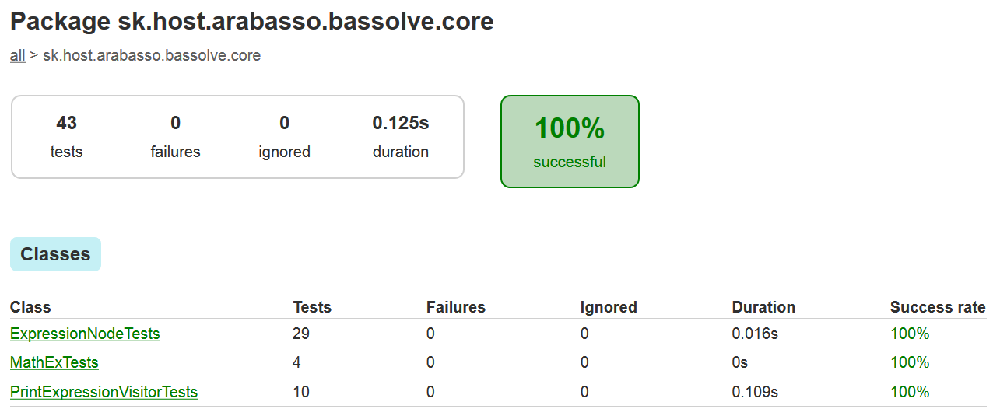 Package sk.host.arabasso.bassolve.core
all > sk.host.arabasso.bassolve.core
43 0 0 0.125s 100%
tests failures ignored duration successful
Classes
Class Tests Failures Ignored Duration Success rate
ExpressionNodeTests 29 0 0 0.016s 100%
MathExTests 4 0 0 0s 100%
PrintExpressionVisitorTests 10 0 0 0.109s 100%